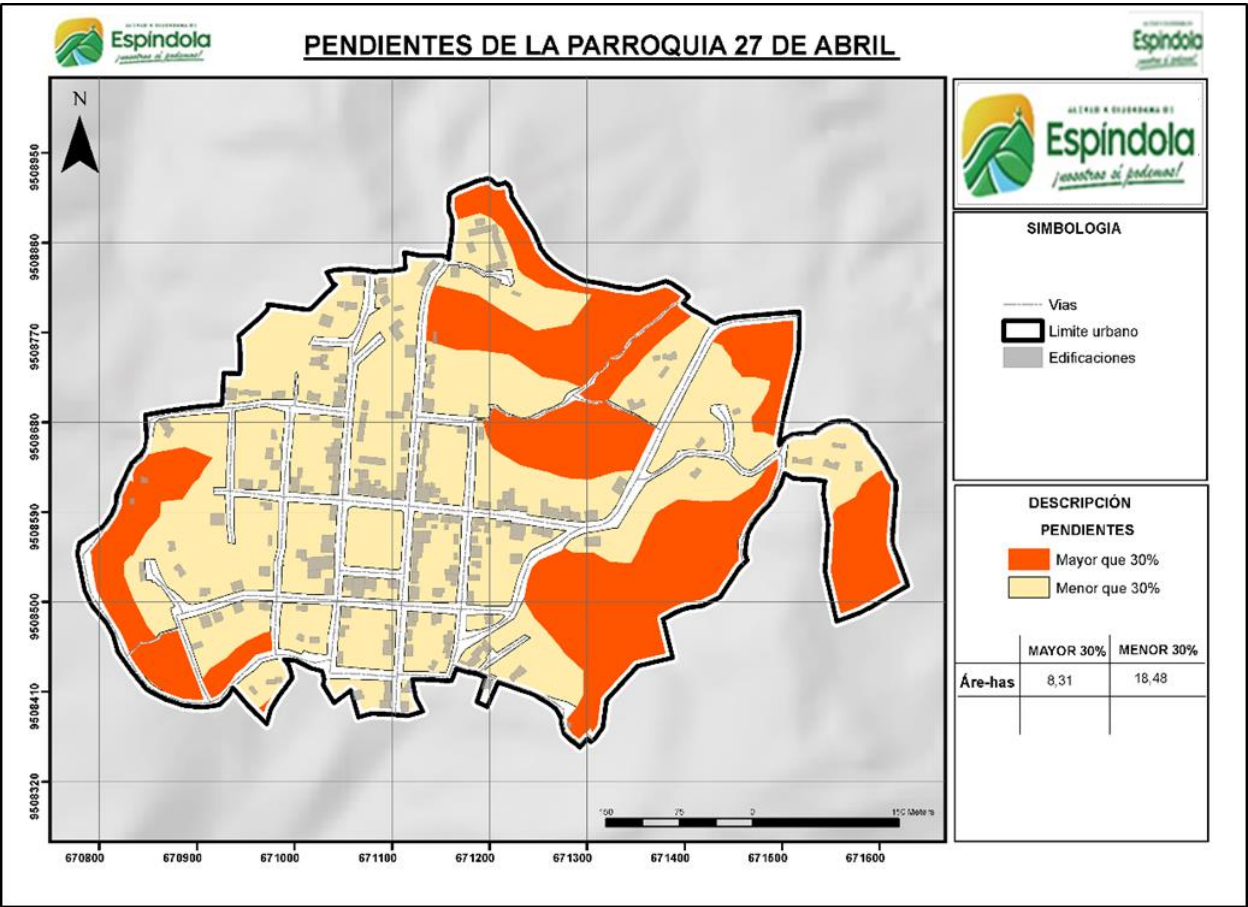 Espíndola
¡nosotros sí podemos!
PENDIENTES DE LA PARROQUIA 27 DE ABRIL
Espíndola
N
9508950
9508860
9508770
9508680
9508590
9508500
9508410
9508320
670800
670900
671000
671100
671200
671300
671400
671500
671600
150 75 0 150 Meters
Espíndola
¡nosotros sí podemos!
SIMBOLOGIA
Vias
Limite urbano
Edificaciones
DESCRIPCIÓN
PENDIENTES
Mayor que 30%
Menor que 30%
MAYOR 30% MENOR 30%
Áre-has 8,31 18,48